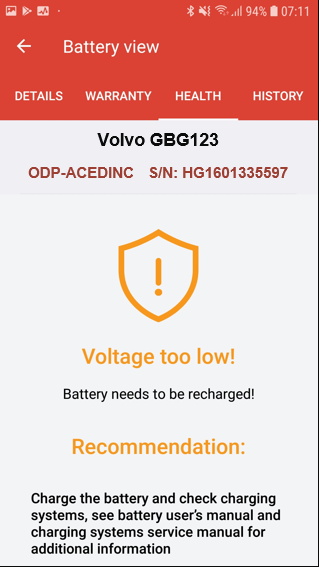 94% 07:11
Battery view
DETAILS WARRANTY HEALTH HISTORY
Volvo GBG123
ODP-ACEDINC S/N: HG1601335597
Voltage too low!
Battery needs to be recharged!
Recommendation:
Charge the battery and check charging
systems, see battery user's manual and
charging systems service manual for
additional information